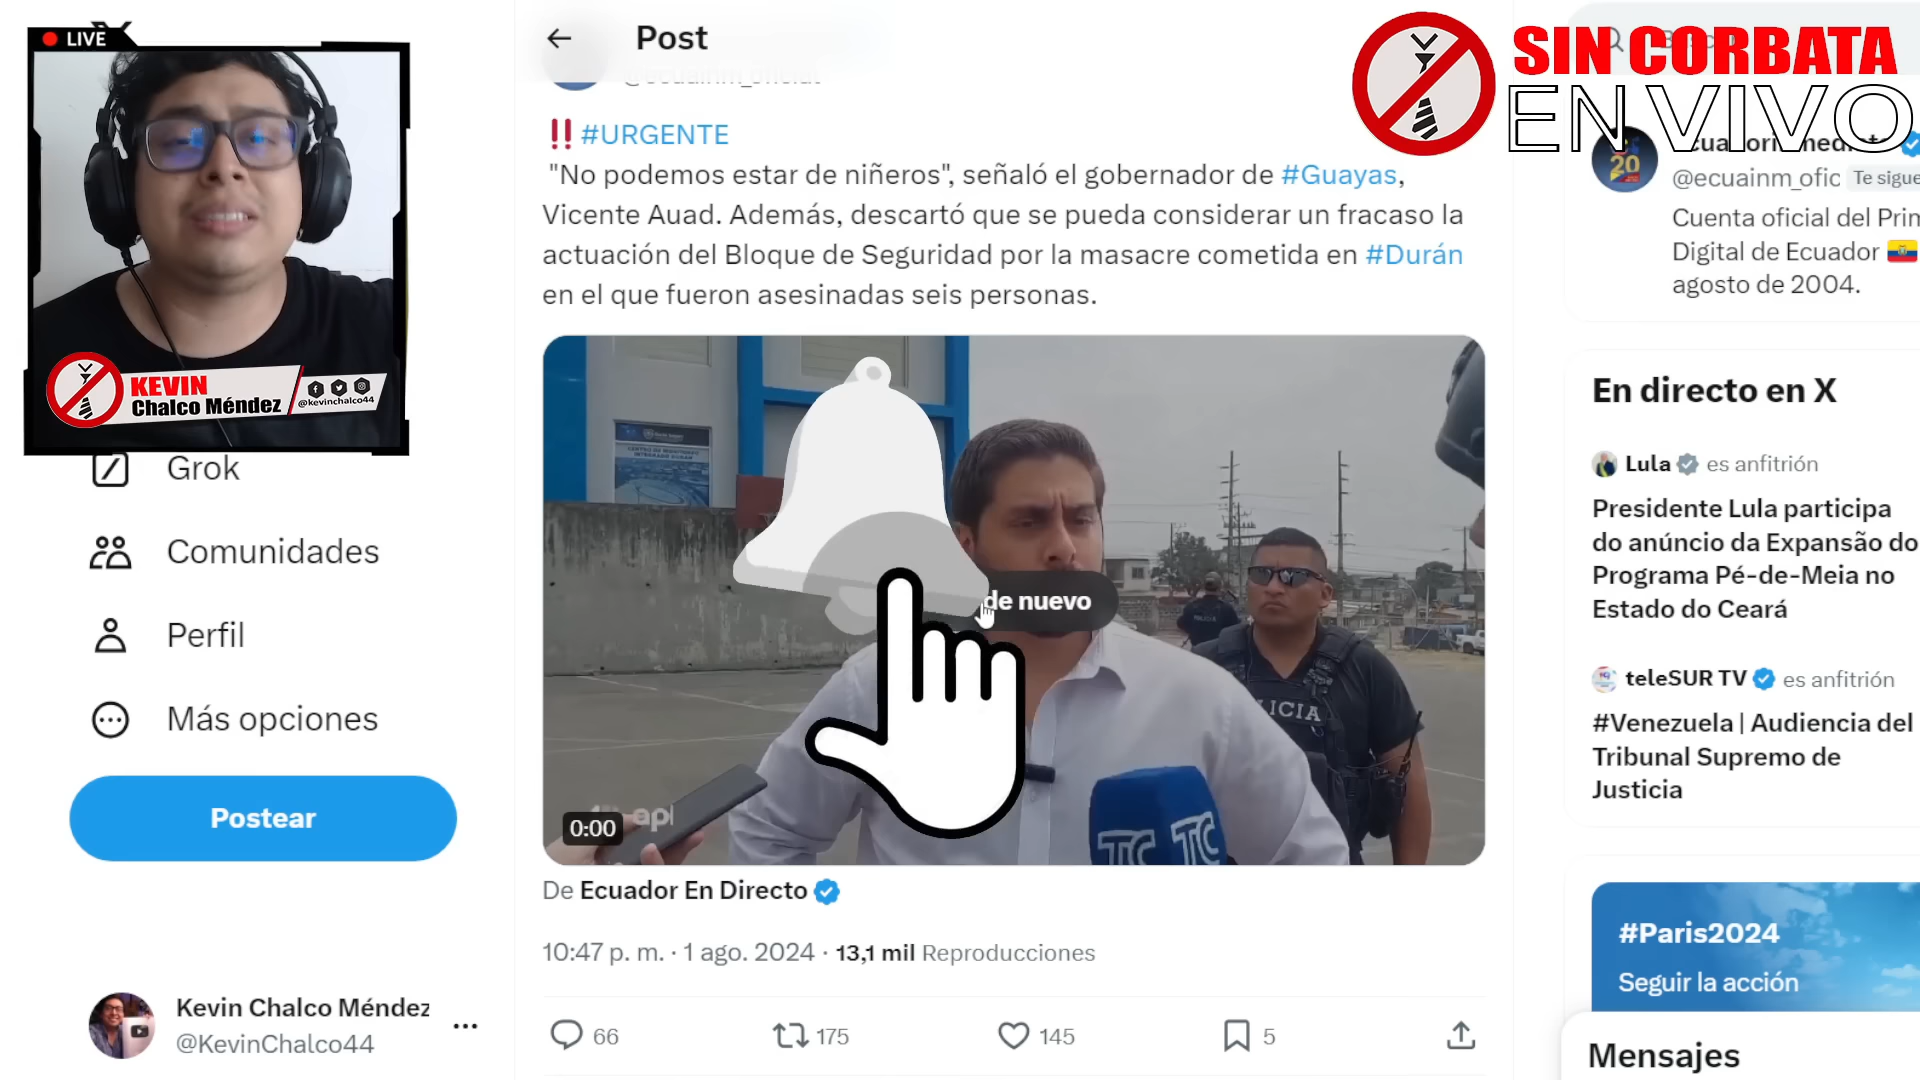 LIVE
KEVIN
Chalco Méndez
@kevinchalco44
Grok
Comunidades
Perfil
Más opciones
Postear
Kevin Chalco Méndez
@KevinChalco44
Post
@ecuainm_oficial
‼️ #URGENTE
"No podemos estar de niñeros", señaló el gobernador de #Guayas,
Vicente Auad. Además, descartó que se pueda considerar un fracaso la
actuación del Bloque de Seguridad por la masacre cometida en #Durán
en el que fueron asesinadas seis personas.
de nuevo
LICIA
TC TC
0:00
De Ecuador En Directo
10:47 p. m. · 1 ago. 2024 · 13,1 mil Reproducciones
66
175
145
5
SIN CORBATA
EN VIVO
20
@ecuainm_ofic
Te sigue
Cuenta oficial del Prim
Digital de Ecuador 🇪🇨
agosto de 2004.
En directo en X
Lula es anfitrión
Presidente Lula participa
do anúncio da Expansão do
Programa Pé-de-Meia no
Estado do Ceará
teleSUR TV es anfitrión
#Venezuela | Audiencia del
Tribunal Supremo de
Justicia
#Paris2024
Seguir la acción
Mensajes